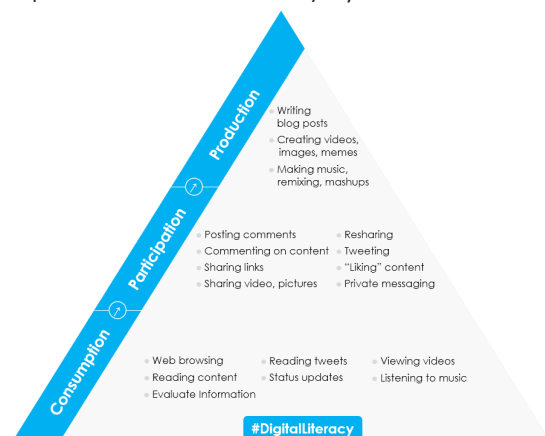 Production
Writing
blog posts
Creating videos,
images, memes
Making music,
remixing, mashups
Participation
Posting comments
Commenting on content
Sharing links
Sharing video, pictures
Resharing
Tweeting
“Liking” content
Private messaging
Consumption
Web browsing
Reading content
Evaluate Information
Reading tweets
Status updates
Viewing videos
Listening to music
#DigitalLiteracy